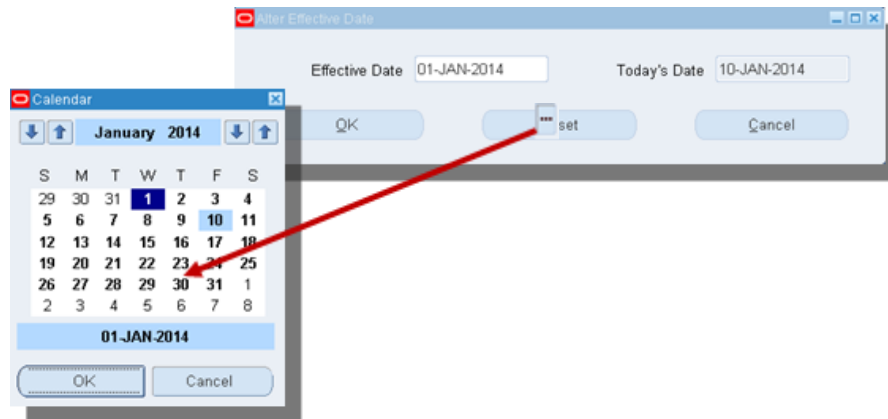 Alter Effective Date
Effective Date 01-JAN-2014 Today's Date 10-JAN-2014
OK set Cancel
Calendar
January 2014
S M T W T F S
29 30 31 1 2 3 4
5 6 7 8 9 10 11
12 13 14 15 16 17 18
19 20 21 22 23 24 25
26 27 28 29 30 31 1
2 3 4 5 6 7 8
01-JAN-2014
OK Cancel